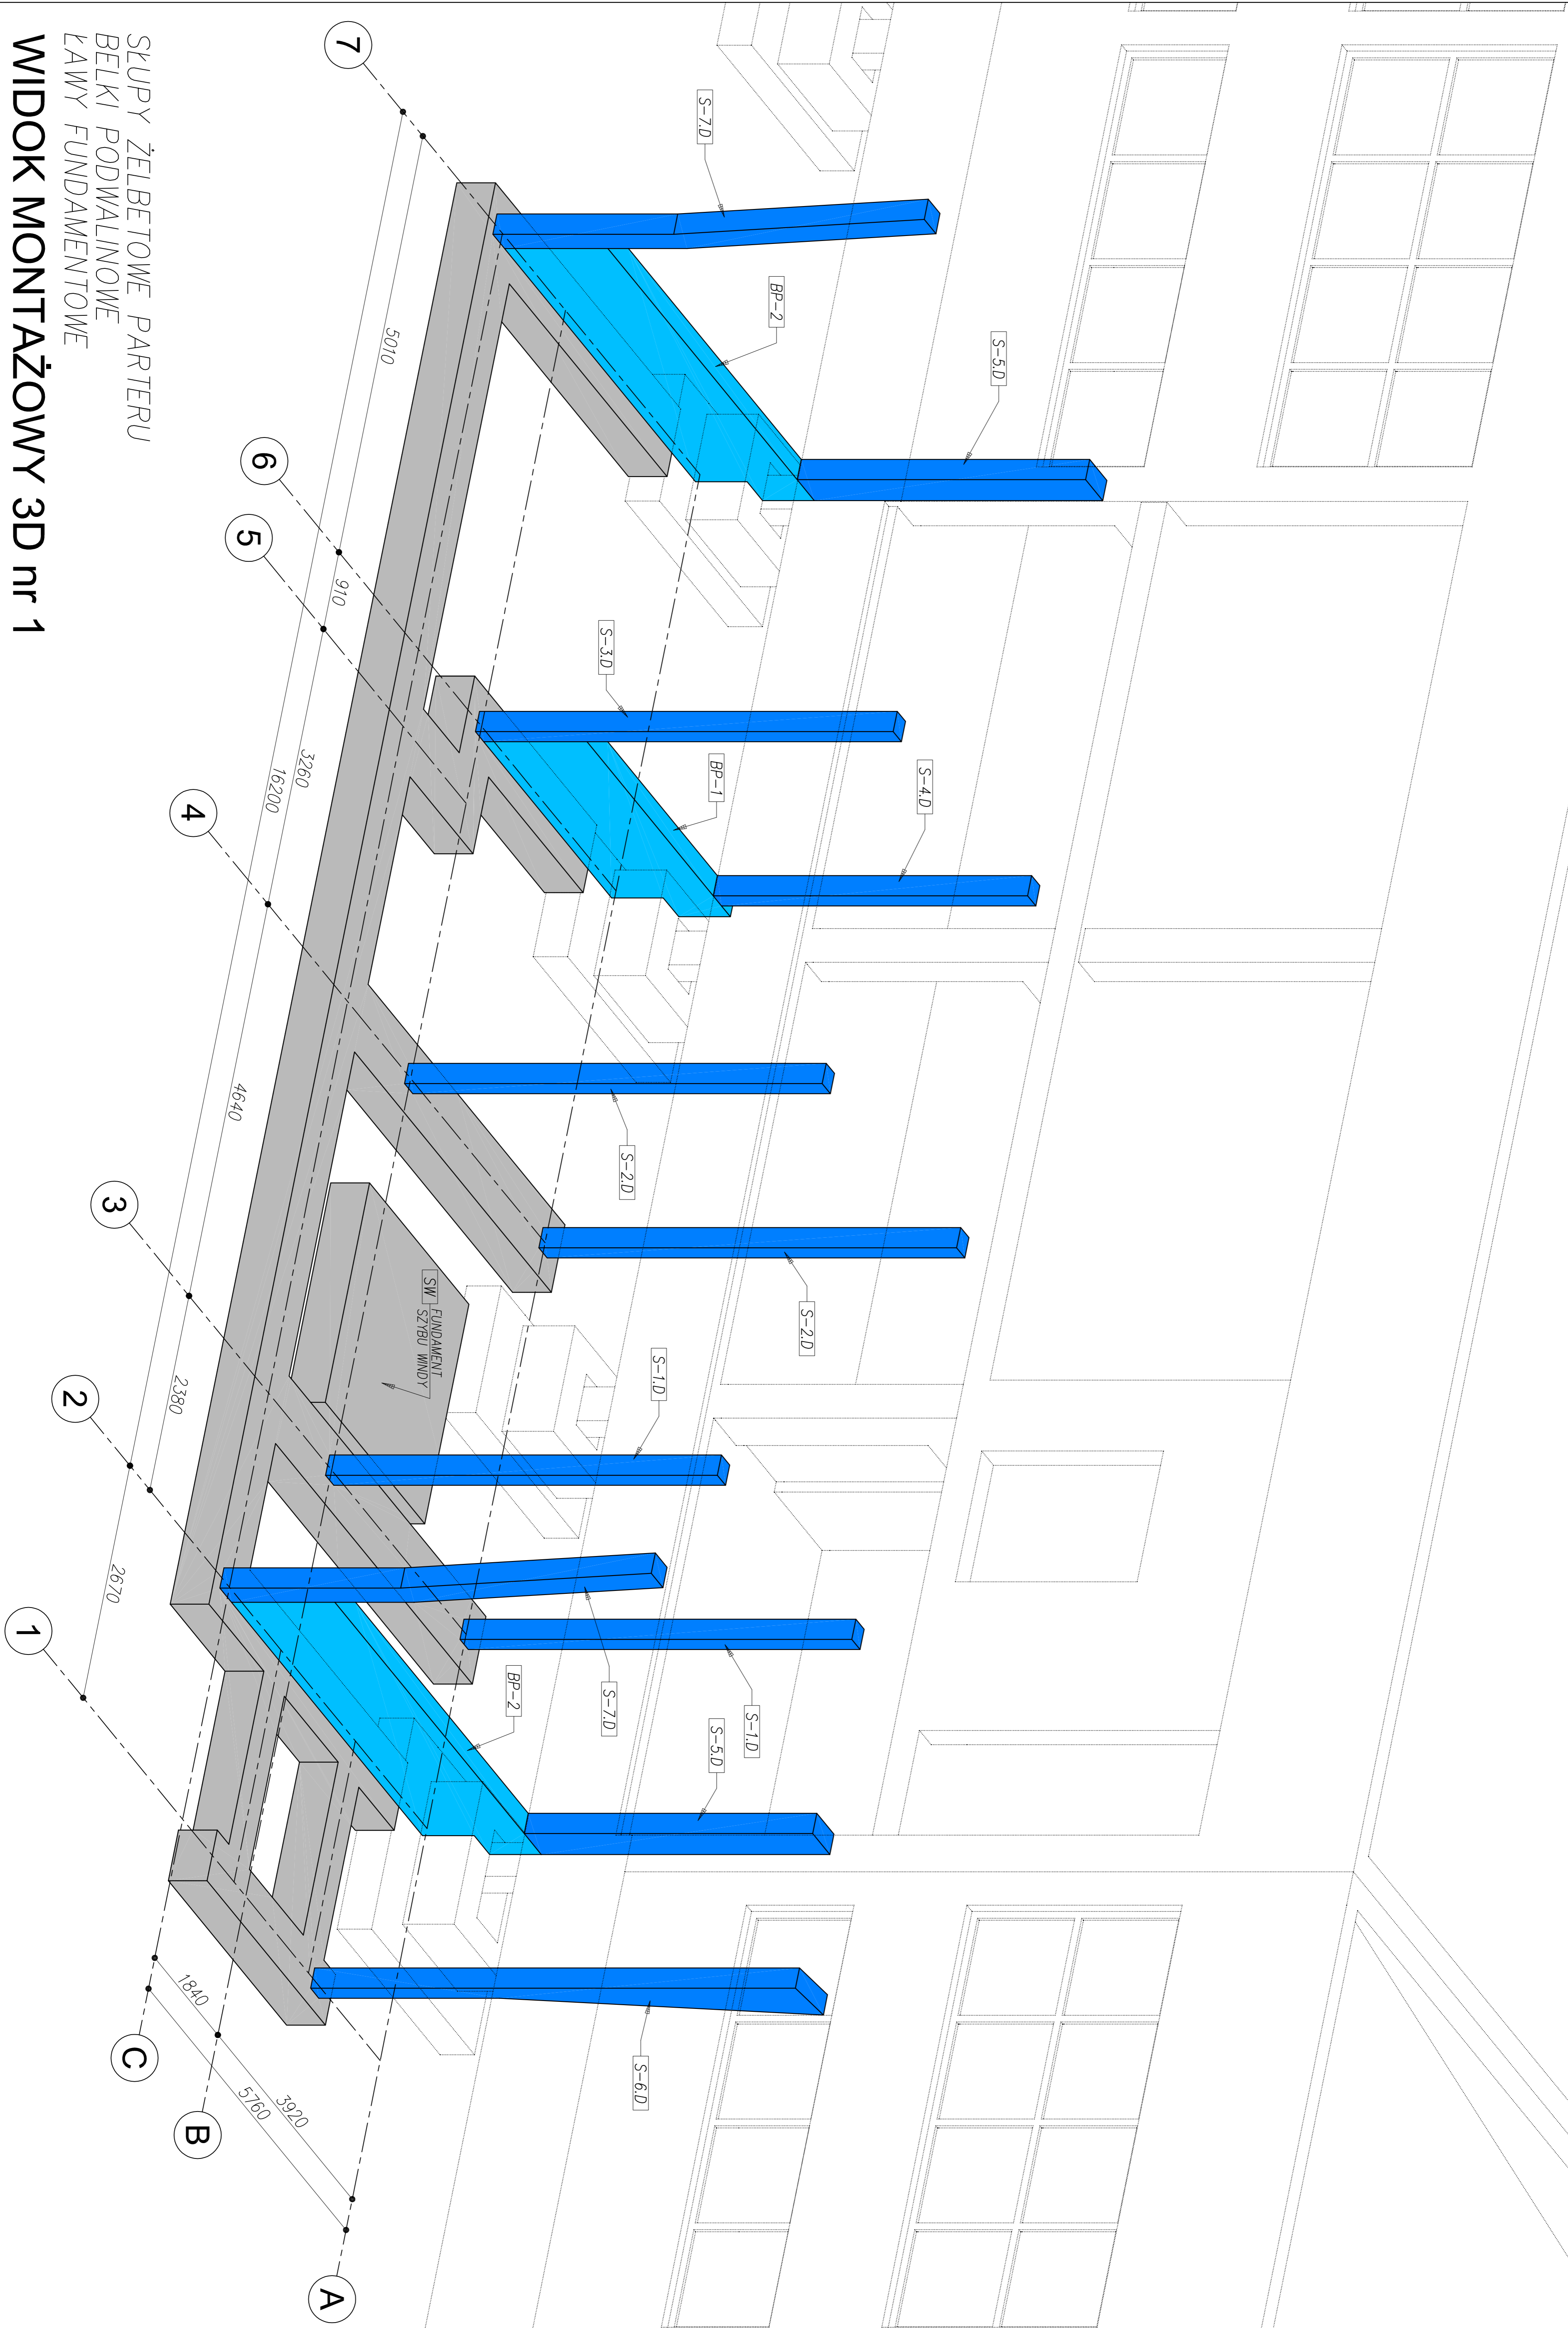 WIDOK MONTAŻOWY 3D nr 1
SŁUPY ŻELBETOWE PARTERU
BELKI PODWALINOWE
ŁAWY FUNDAMENTOWE
S-7.D
BP-2
S-5.D
S-3.D
BP-1
S-4.D
S-2.D
S-2.D
SW
FUNDAMENT
SZYBU WINDY
S-1.D
S-1.D
S-7.D
BP-2
S-5.D
S-6.D
7
6
5
4
3
2
1
A
B
C
5010
910
3260
4640
2380
16200
2670
1840
3920
5760